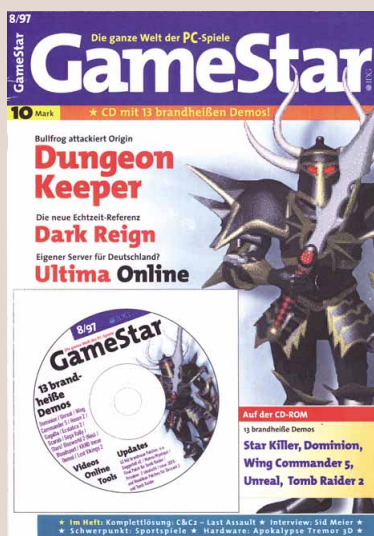 8/97
GameStar
Die ganze Welt der PC-Spiele
GameStar
IDG
10 Mark
★ CD mit 13 brandheißen Demos!
Bullfrog attackiert Origin
Dungeon
Keeper
Die neue Echtzeit-Referenz
Dark Reign
Eigener Server für Deutschland?
Ultima Online
8/97
GameStar
13 brand-
heiße
Demos
Updates
Videos
Online
Tools
Auf der CD-ROM
13 brandheiße Demos
Star Killer, Dominion,
Wing Commander 5,
Unreal, Tomb Raider 2
★ Im Heft: Komplettlösung: C&C2 – Last Assault ★ Interview: Sid Meier ★
★ Schwerpunkt: Sportspiele ★ Hardware: Apokalypse Tremor 3D ★